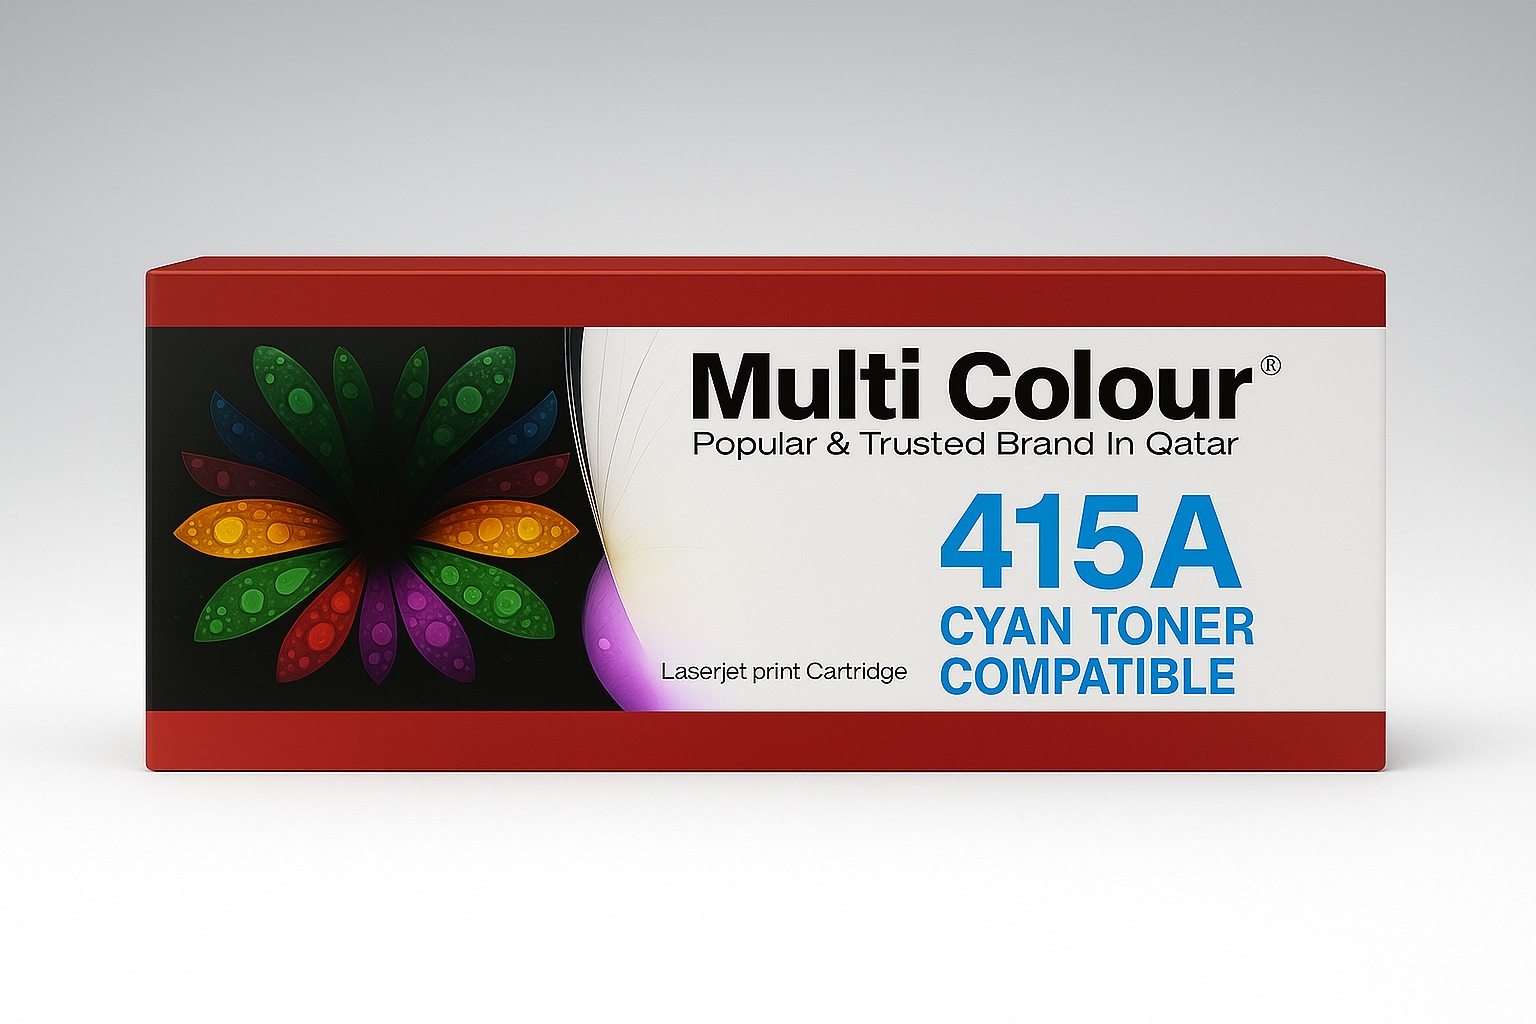 Multi Colour®
Popular & Trusted Brand In Qatar
415A
CYAN TONER
COMPATIBLE
Laserjet print Cartridge